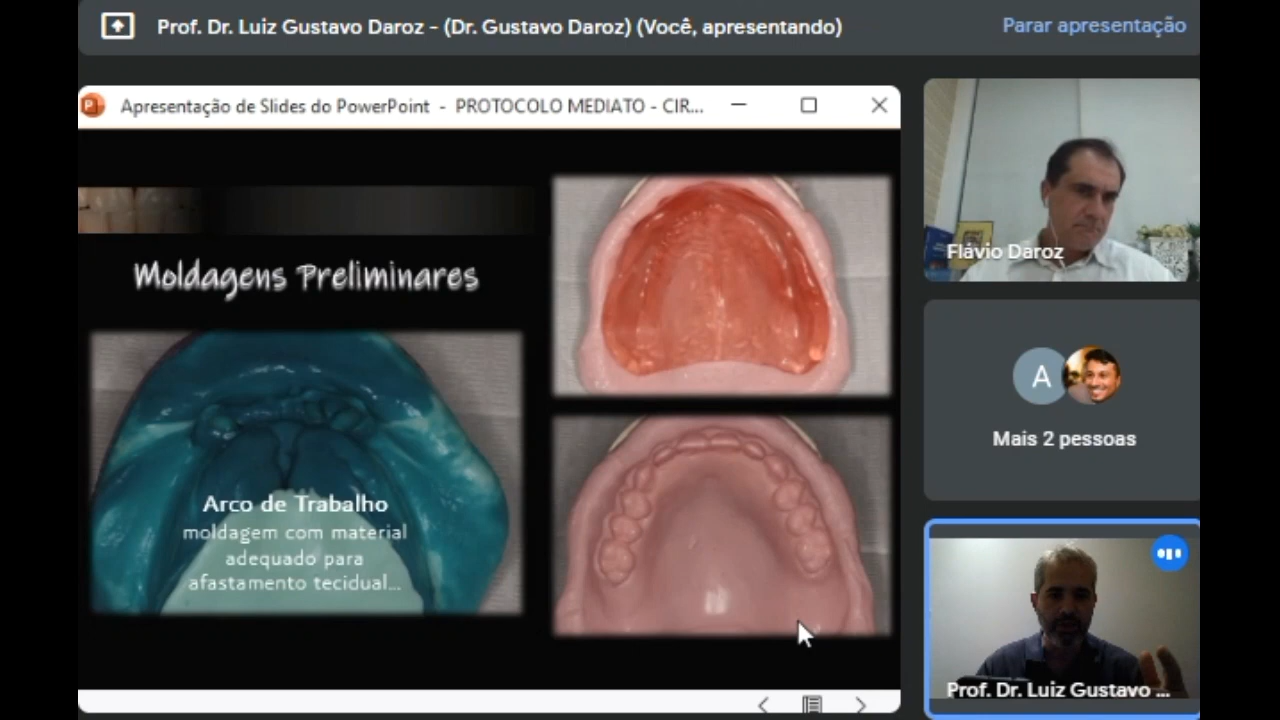 Prof. Dr. Luiz Gustavo Daroz - (Dr. Gustavo Daroz) (Você, apresentando)
Parar apresentação
Apresentação de Slides do PowerPoint - PROTOCOLO MEDIATO - CIR...
Moldagens Preliminares
Arco de Trabalho
moldagem com material
adequado para
afastamento tecidual...
Flávio Daroz
A
Mais 2 pessoas
Prof. Dr. Luiz Gustavo ...